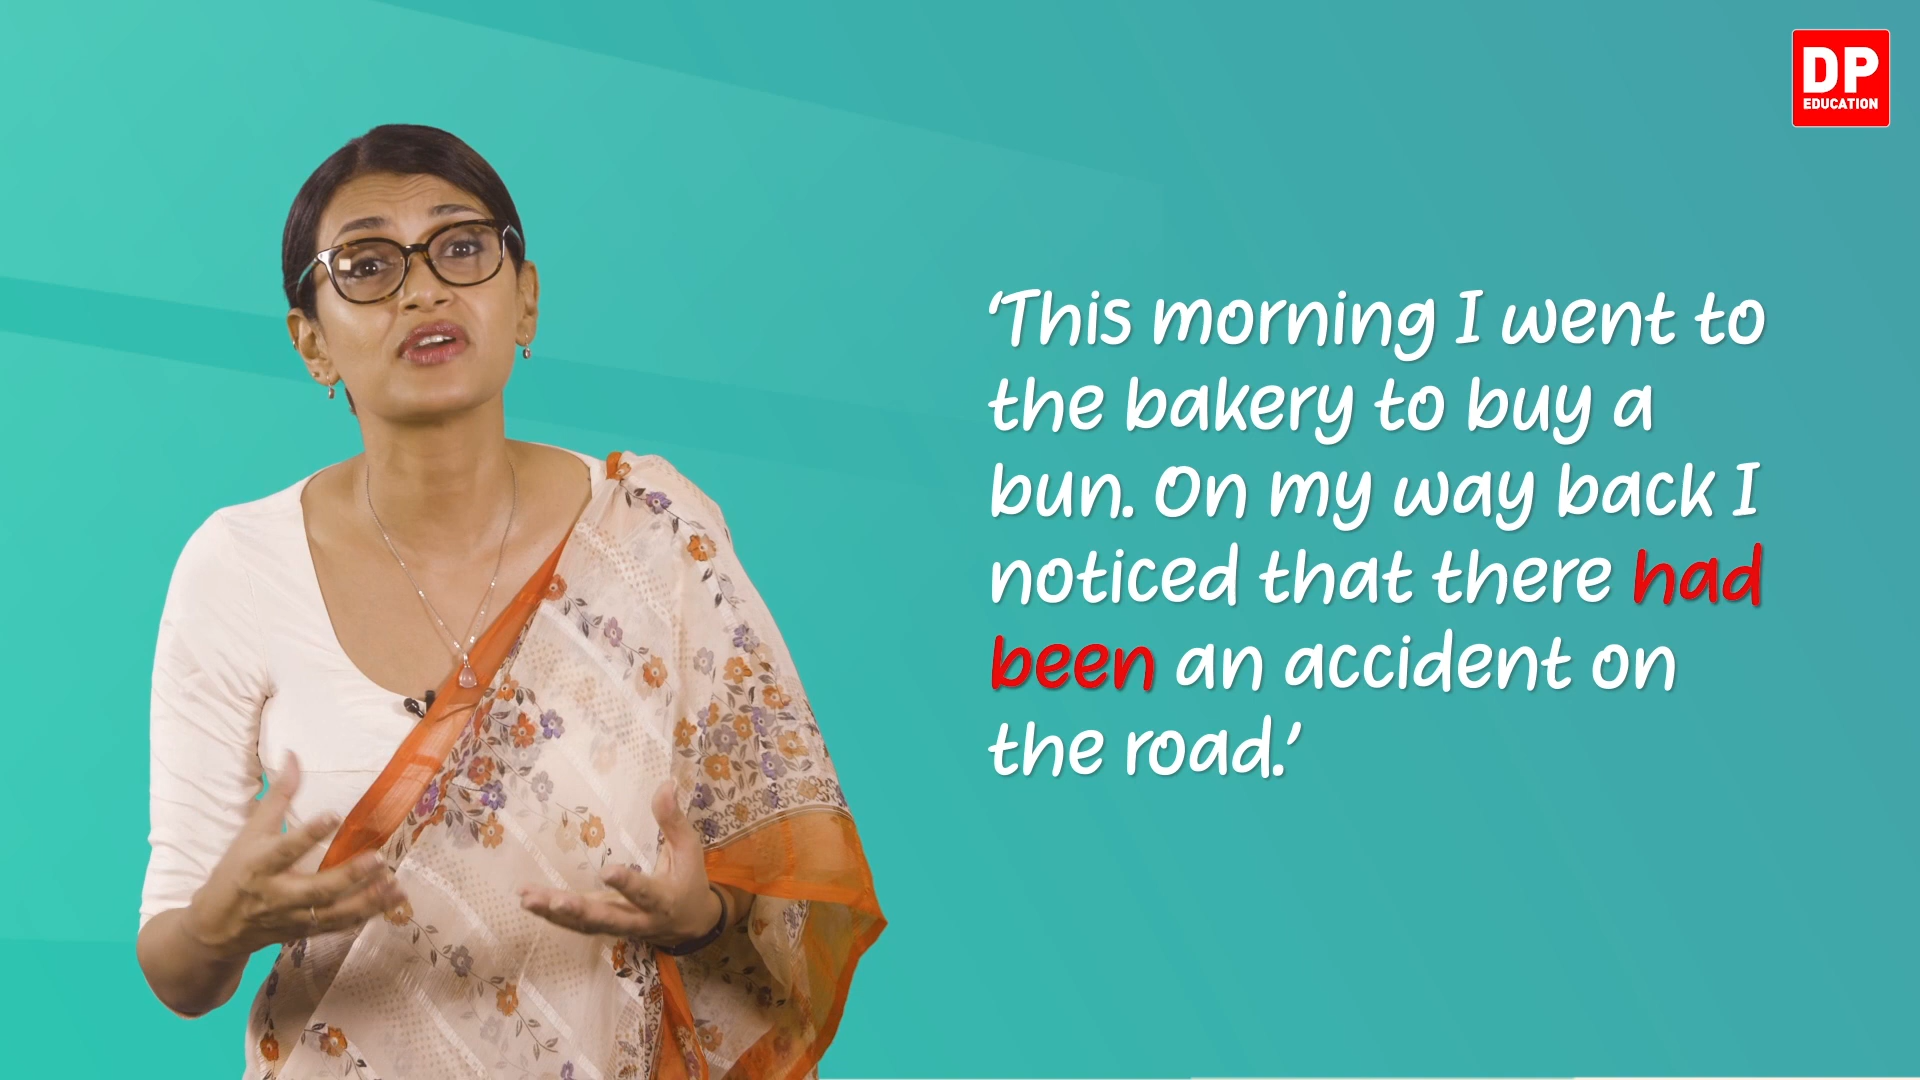 DP
EDUCATION
‘This morning I went to
the bakery to buy a
bun. On my way back I
noticed that there had
been an accident on
the road.’